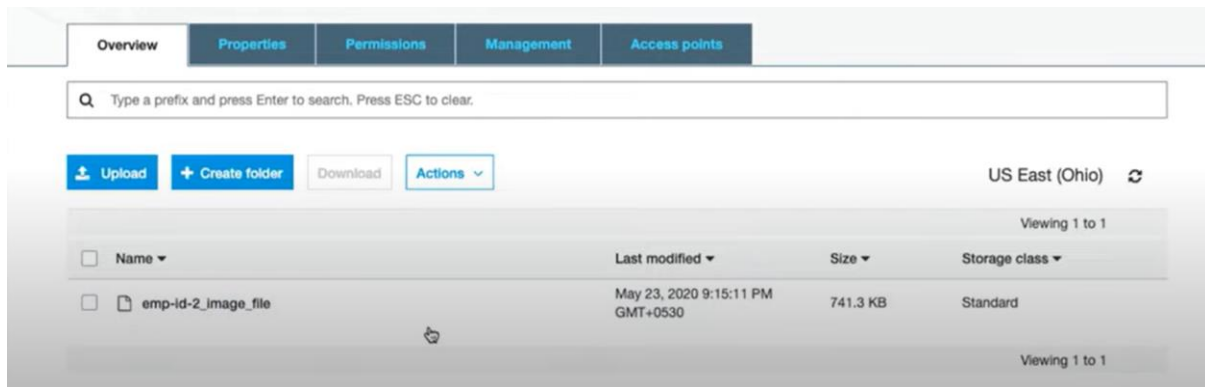 Overview Properties Permissions Management Access points
Type a prefix and press Enter to search. Press ESC to clear.
Upload + Create folder Download Actions
US East (Ohio)
Viewing 1 to 1
Name Last modified Size Storage class
emp-id-2_image_file May 23, 2020 9:15:11 PM 741.3 KB Standard
GMT+0530
Viewing 1 to 1